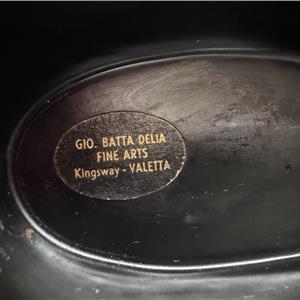 GIO. BATTA DELIA
FINE ARTS
Kingsway - VALETTA